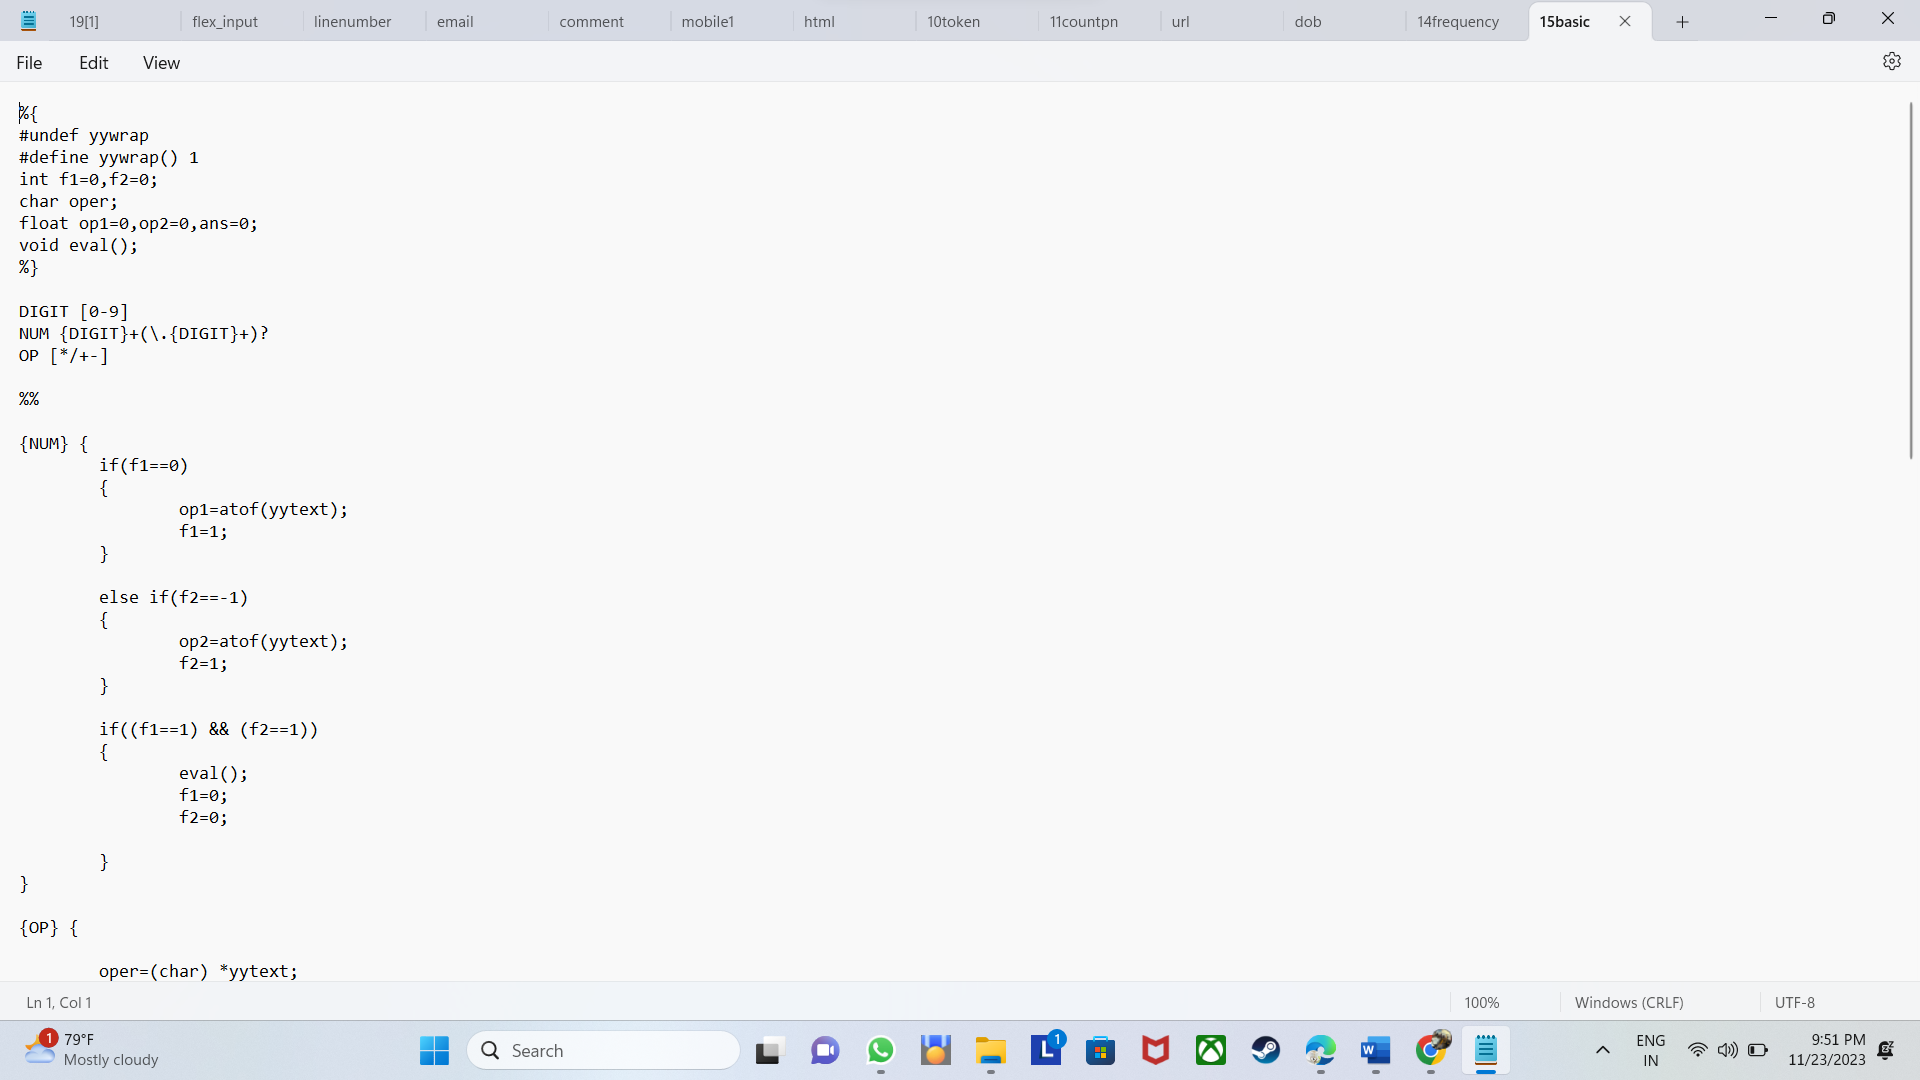 19[1] flex_input linenumber email comment mobile1 html 10token 11countpn url dob 14frequency 15basic
File Edit View
%{
#undef yywrap
#define yywrap() 1
int f1=0,f2=0;
char oper;
float op1=0,op2=0,ans=0;
void eval();
%}
DIGIT [0-9]
NUM {DIGIT}+(\.{DIGIT}+)?
OP [*/+-]
%%
{NUM} {
if(f1==0)
{
op1=atof(yytext);
f1=1;
}
else if(f2==-1)
{
op2=atof(yytext);
f2=1;
}
if((f1==1) && (f2==1))
{
eval();
f1=0;
f2=0;
}
}
{OP} {
oper=(char) *yytext;
Ln 1, Col 1 100% Windows (CRLF) UTF-8
1 79°F
Mostly cloudy
Search
L 1
W
ENG
IN
9:51 PM
11/23/2023